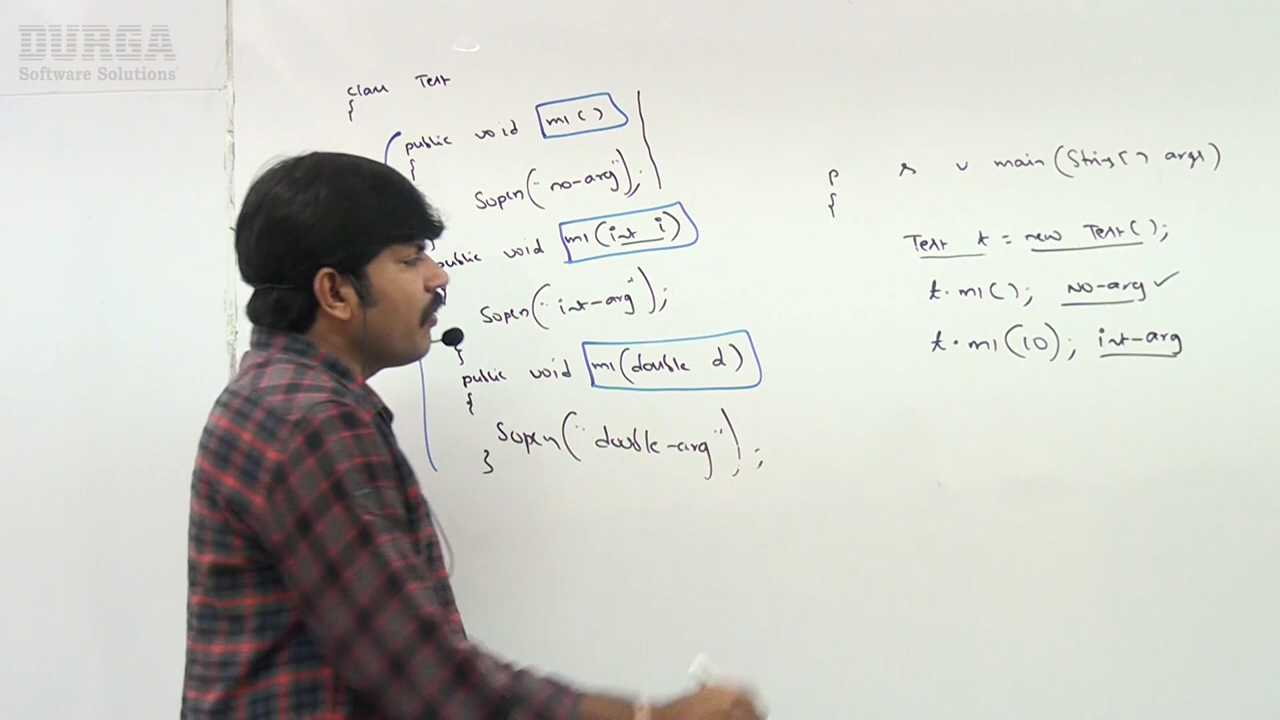 DURGA
Software Solutions
class Test
{
public void m1()
{
Sopln("no-arg");
public void m1(int i)
Sopln("int-arg");
}
public void m1(double d)
{
Sopln("double-arg");
}
p s v main(String[] args)
{
Test t = new Test();
t.m1(); no-arg ✓
t.m1(10); int-arg